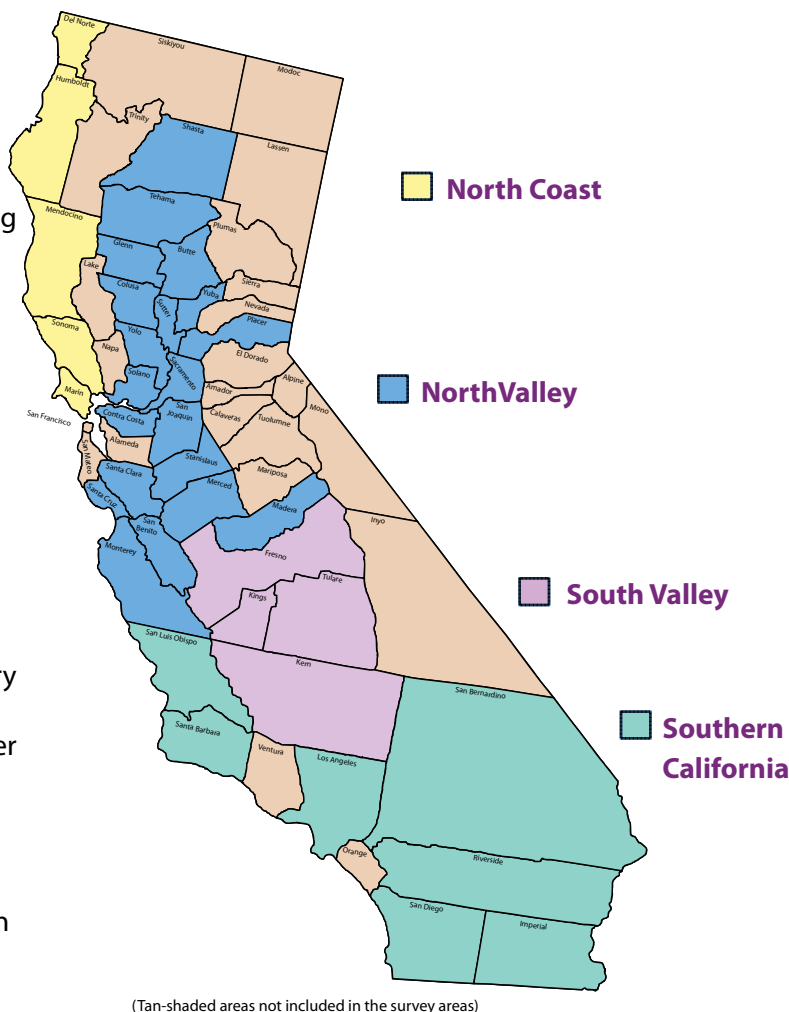 Del Norte
Siskiyou
Modoc
Humboldt
Trinity
Shasta
Lassen
North Coast
Tehama
Mendocino
ing
Plumas
Glenn
Butte
Lake
Colusa
Sutter
Yuba
Sierra
Nevada
Placer
Sonoma
Yolo
Napa
Solano
Sacramento
El Dorado
Alpine
Amador
Mono
NorthValley
Marin
San Francisco
Contra Costa
San
Joaquin
Calaveras
Tuolumne
Alameda
San Mateo
Santa Clara
Stanislaus
Mariposa
Merced
Santa Cruz
Madera
San
Benito
Monterey
Inyo
Fresno
Tulare
Kings
South Valley
San Luis Obispo
Kern
ry
San Bernardino
Santa Barbara
er
Ventura
Los Angeles
Southern
California
Orange
Riverside
San Diego
Imperial
(Tan-shaded areas not included in the survey areas)